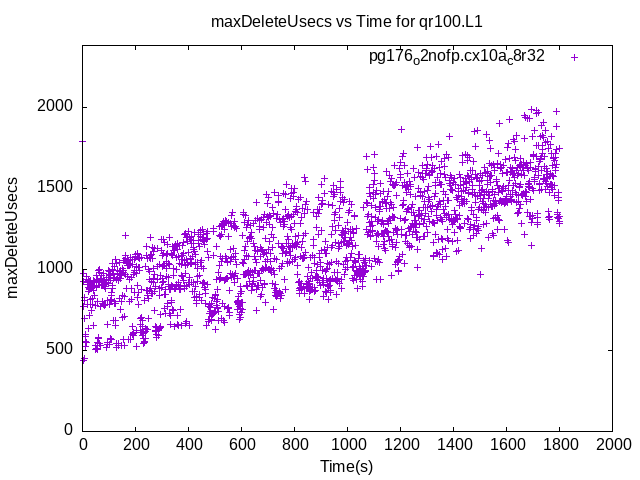 maxDeleteUsecs vs Time for qr100.L1
pg176o2nofp.cx10ac8r32
2000
1500
1000
500
0
maxDeleteUsecs
0 200 400 600 800 1000 1200 1400 1600 1800 2000
Time(s)